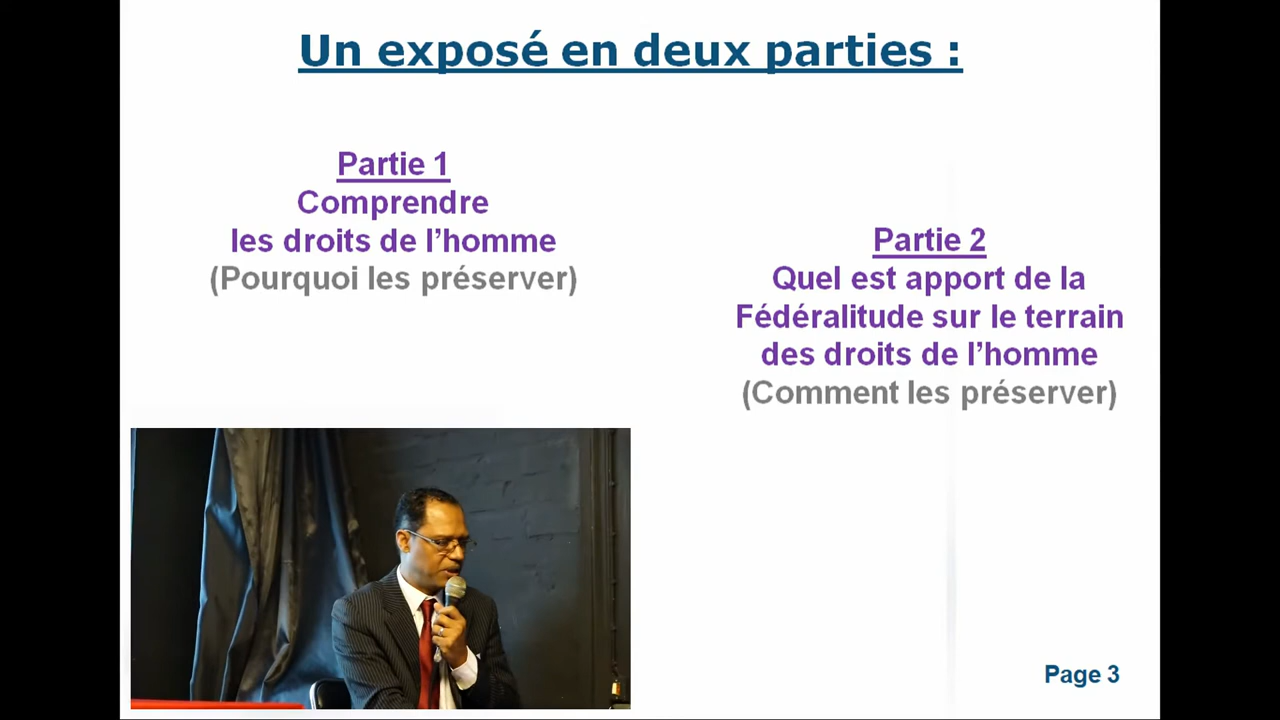 Un exposé en deux parties :
Partie 1
Comprendre
les droits de l’homme
(Pourquoi les préserver)
Partie 2
Quel est apport de la
Fédéralitude sur le terrain
des droits de l’homme
(Comment les préserver)
Page 3